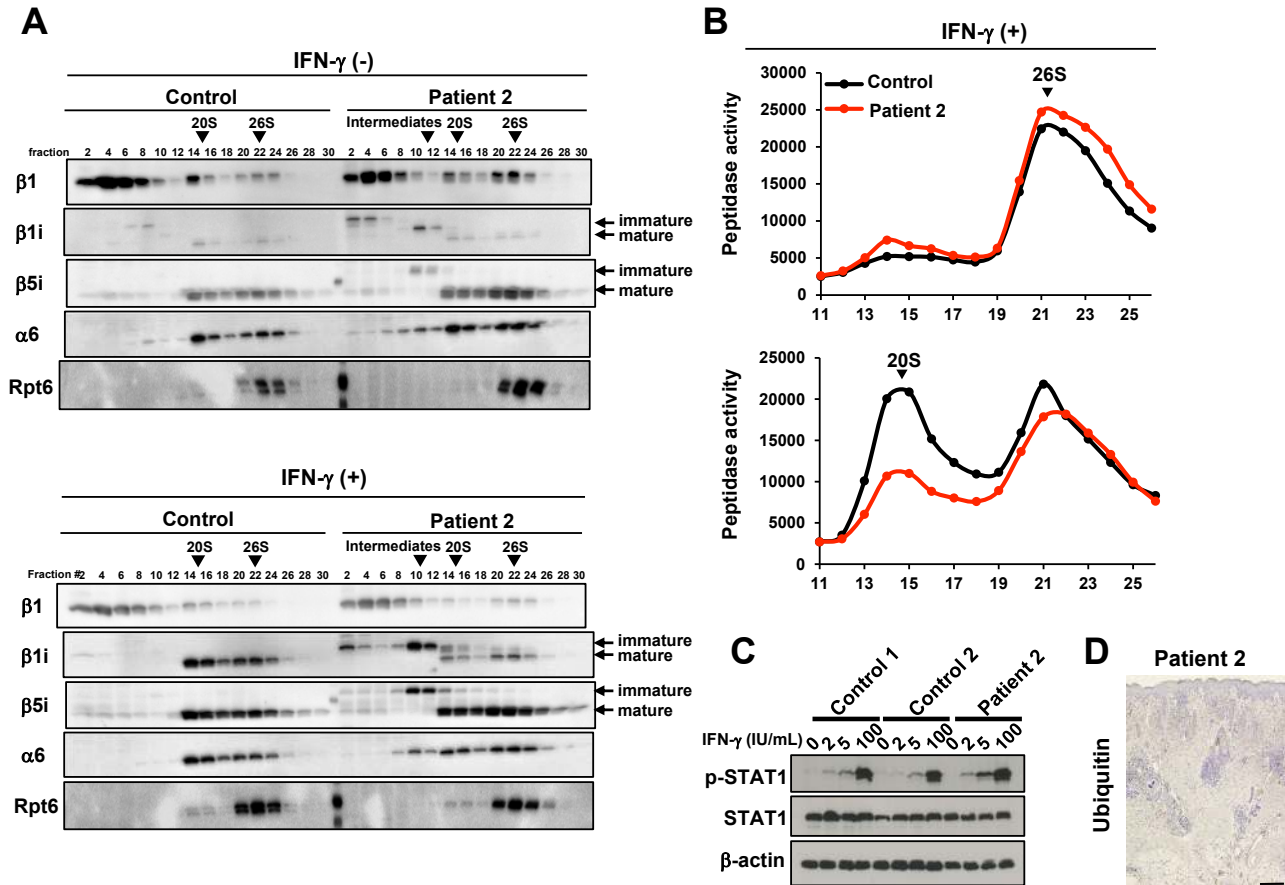 A
IFN-γ (-)
Control
Patient 2
20S
26S
Intermediates
20S
26S
fraction
2 4 6 8 10 12 14 16 18 20 22 24 26 28 30
2 4 6 8 10 12 14 16 18 20 22 24 26 28 30
β1
β1i
immature
mature
β5i
immature
mature
α6
Rpt6
IFN-γ (+)
Control
Patient 2
20S
26S
Intermediates
20S
26S
Fraction #
2 4 6 8 10 12 14 16 18 20 22 24 26 28 30
2 4 6 8 10 12 14 16 18 20 22 24 26 28 30
β1
β1i
immature
mature
β5i
immature
mature
α6
Rpt6
B
IFN-γ (+)
Control
Patient 2
26S
Peptidase activity
30000
25000
20000
15000
10000
5000
0
11 13 15 17 19 21 23 25
20S
Peptidase activity
25000
20000
15000
10000
5000
0
11 13 15 17 19 21 23 25
C
Control 1
Control 2
Patient 2
IFN-γ (IU/mL)
0 2 5 100 0 2 5 100 0 2 5 100
p-STAT1
STAT1
β-actin
D
Patient 2
Ubiquitin